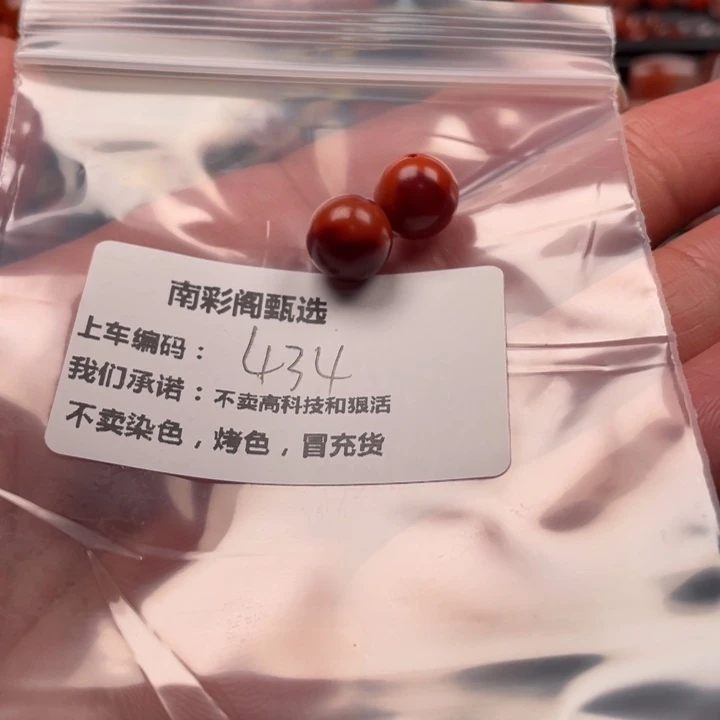 南彩阁甄选
上车编码：434
我们承诺：不卖高科技和狠活
不卖染色，烤色，冒充货